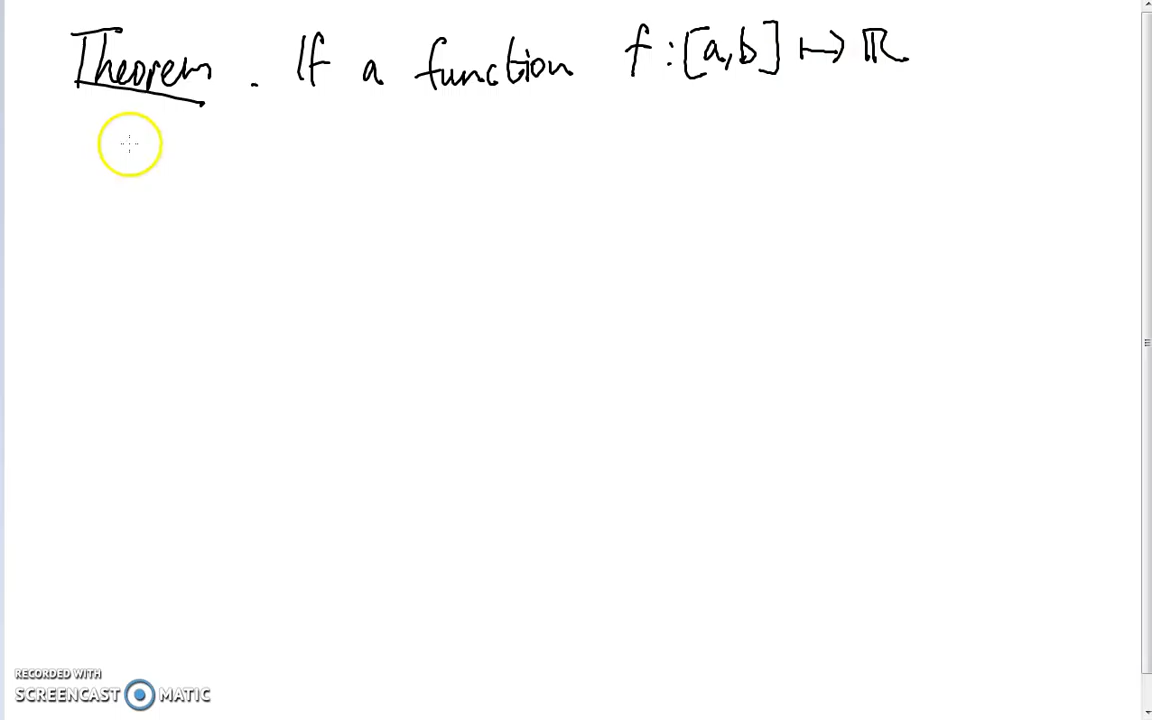 Theorem. If a function f:[a,b] ↦ ℝ
RECORDED WITH
SCREENCAST MATIC